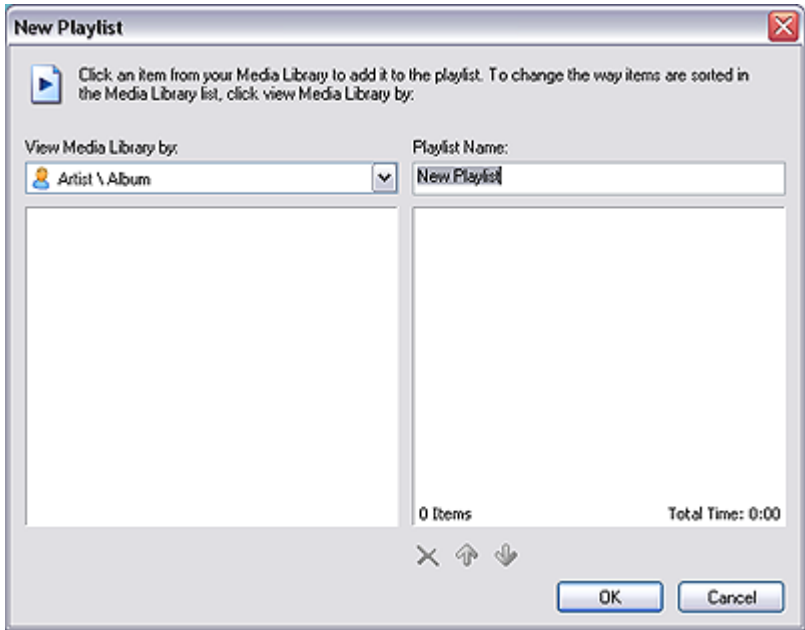 New Playlist
Click an item from your Media Library to add it to the playlist. To change the way items are sorted in
the Media Library list, click view Media Library by:
View Media Library by:
Playlist Name:
Artist \ Album
New Playlist
0 Items
Total Time: 0:00
OK
Cancel